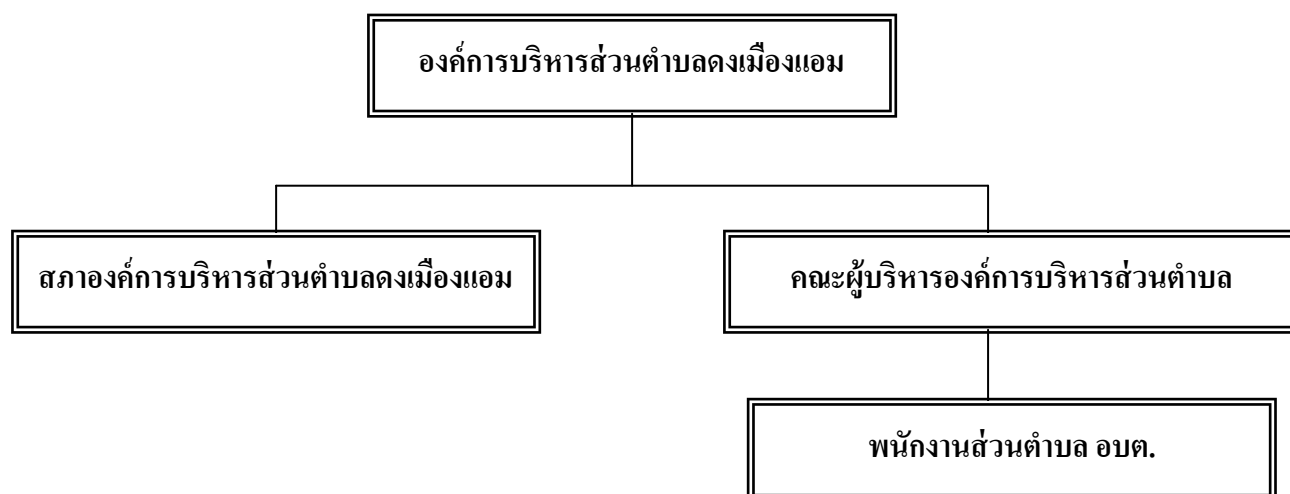 องค์การบริหารส่วนตำบลดงเมืองแอม
สภาองค์การบริหารส่วนตำบลดงเมืองแอม
คณะผู้บริหารองค์การบริหารส่วนตำบล
พนักงานส่วนตำบล อบต.